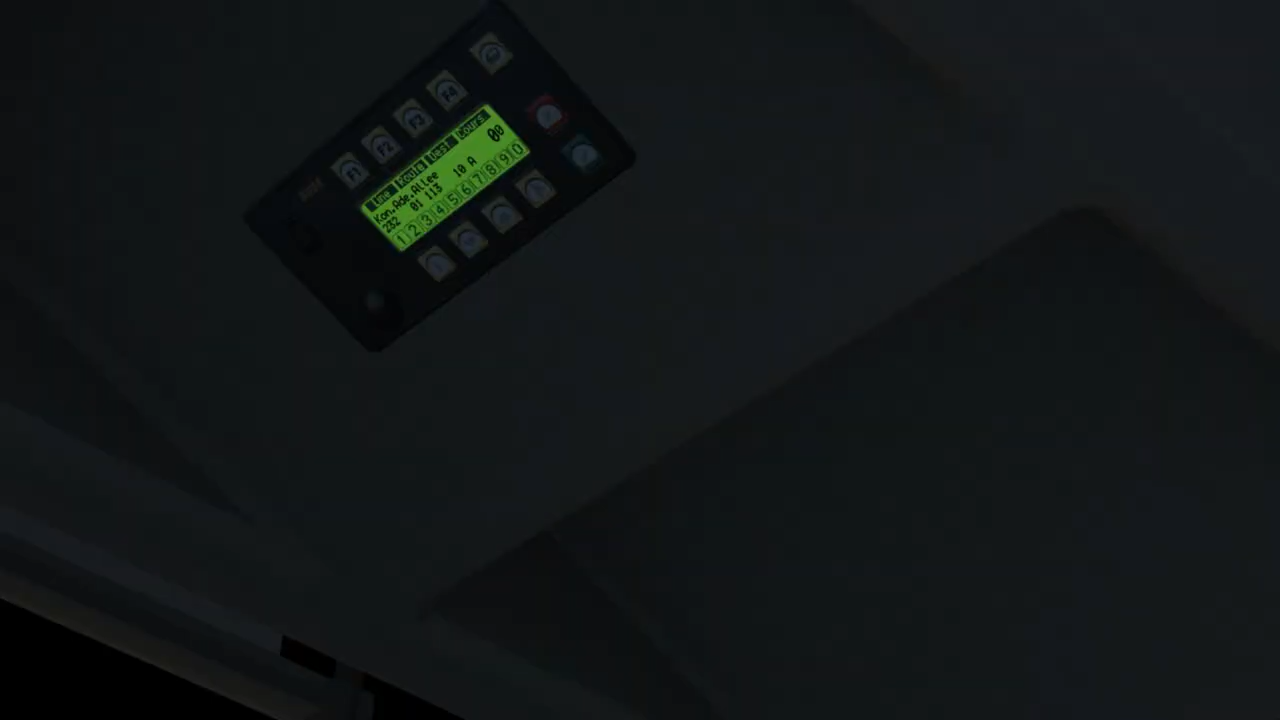 F1 F2 F3 F4
Line Route Dest. Cours
Kon.Ade.Allee 00
232 01 113 10 A
1 2 3 4 5 6 7 8 9 0